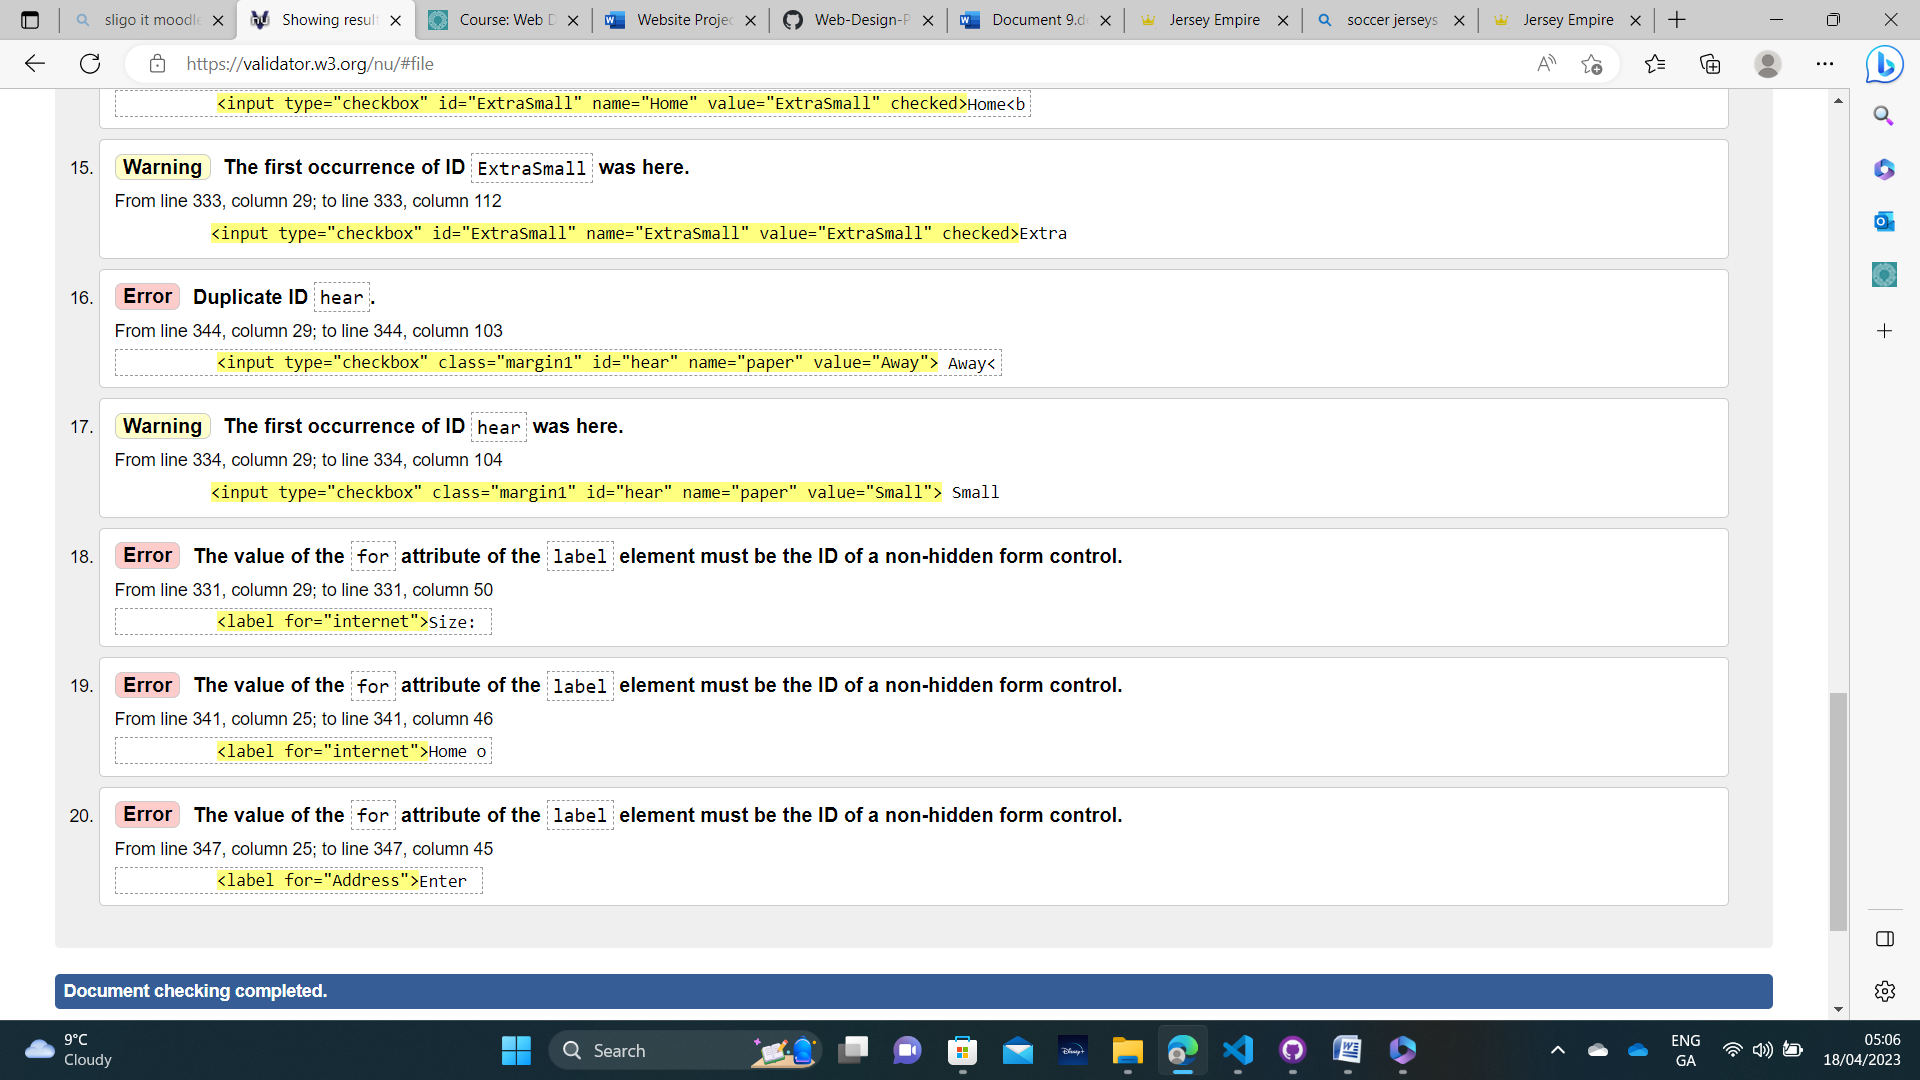 sligo it moodle
Showing result
Course: Web D
Website Projec
Web-Design-P
Document 9.d
Jersey Empire
soccer jerseys
Jersey Empire
https://validator.w3.org/nu/#file
<input type="checkbox" id="ExtraSmall" name="Home" value="ExtraSmall" checked>Home<b
15. Warning The first occurrence of ID ExtraSmall was here.
From line 333, column 29; to line 333, column 112
<input type="checkbox" id="ExtraSmall" name="ExtraSmall" value="ExtraSmall" checked>Extra
16. Error Duplicate ID hear.
From line 344, column 29; to line 344, column 103
<input type="checkbox" class="margin1" id="hear" name="paper" value="Away"> Away<
17. Warning The first occurrence of ID hear was here.
From line 334, column 29; to line 334, column 104
<input type="checkbox" class="margin1" id="hear" name="paper" value="Small"> Small
18. Error The value of the for attribute of the label element must be the ID of a non-hidden form control.
From line 331, column 29; to line 331, column 50
<label for="internet">Size:
19. Error The value of the for attribute of the label element must be the ID of a non-hidden form control.
From line 341, column 25; to line 341, column 46
<label for="internet">Home o
20. Error The value of the for attribute of the label element must be the ID of a non-hidden form control.
From line 347, column 25; to line 347, column 45
<label for="Address">Enter
Document checking completed.
9°C
Cloudy
Search
Disney+
ENG
GA
05:06
18/04/2023